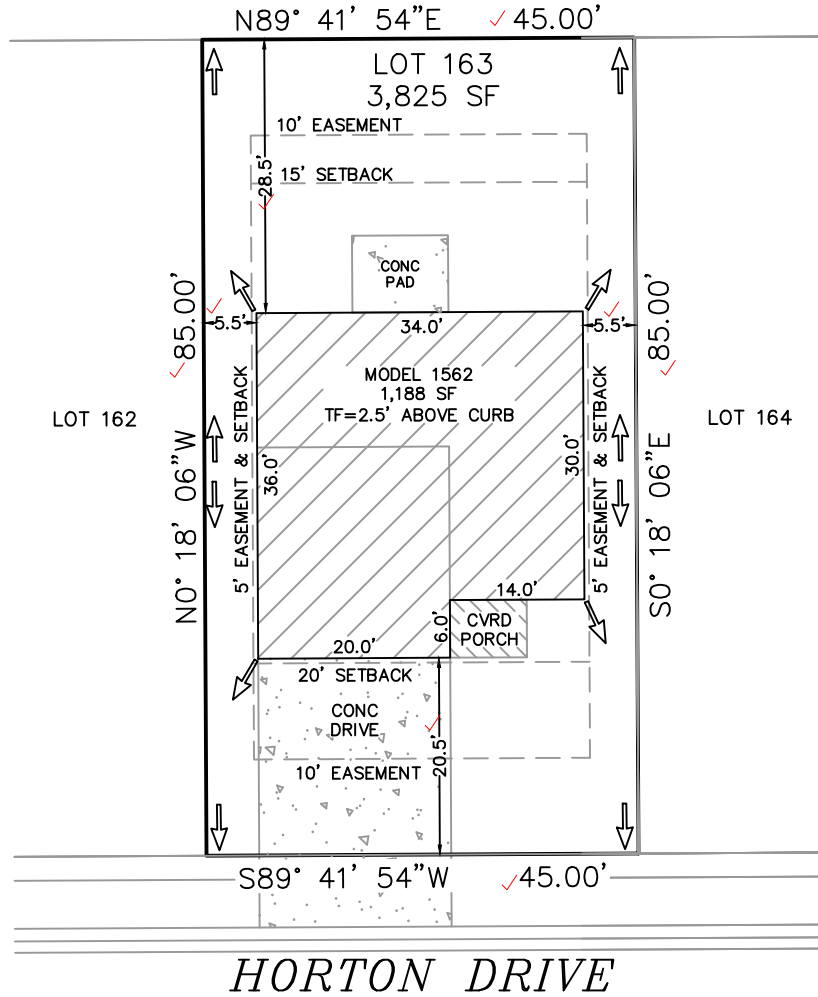 N89° 41' 54"E 45.00'
LOT 163
3,825 SF
10' EASEMENT
15' SETBACK
28.5'
CONC
PAD
5.5'
34.0'
5.5'
85.00'
85.00'
MODEL 1562
1,188 SF
TF=2.5' ABOVE CURB
LOT 162
LOT 164
N0° 18' 06"W
5' EASEMENT & SETBACK
36.0'
30.0'
5' EASEMENT & SETBACK
S0° 18' 06"E
14.0'
6.0'
CVRD
PORCH
20.0'
20' SETBACK
CONC
DRIVE
20.5'
10' EASEMENT
S89° 41' 54"W 45.00'
HORTON DRIVE